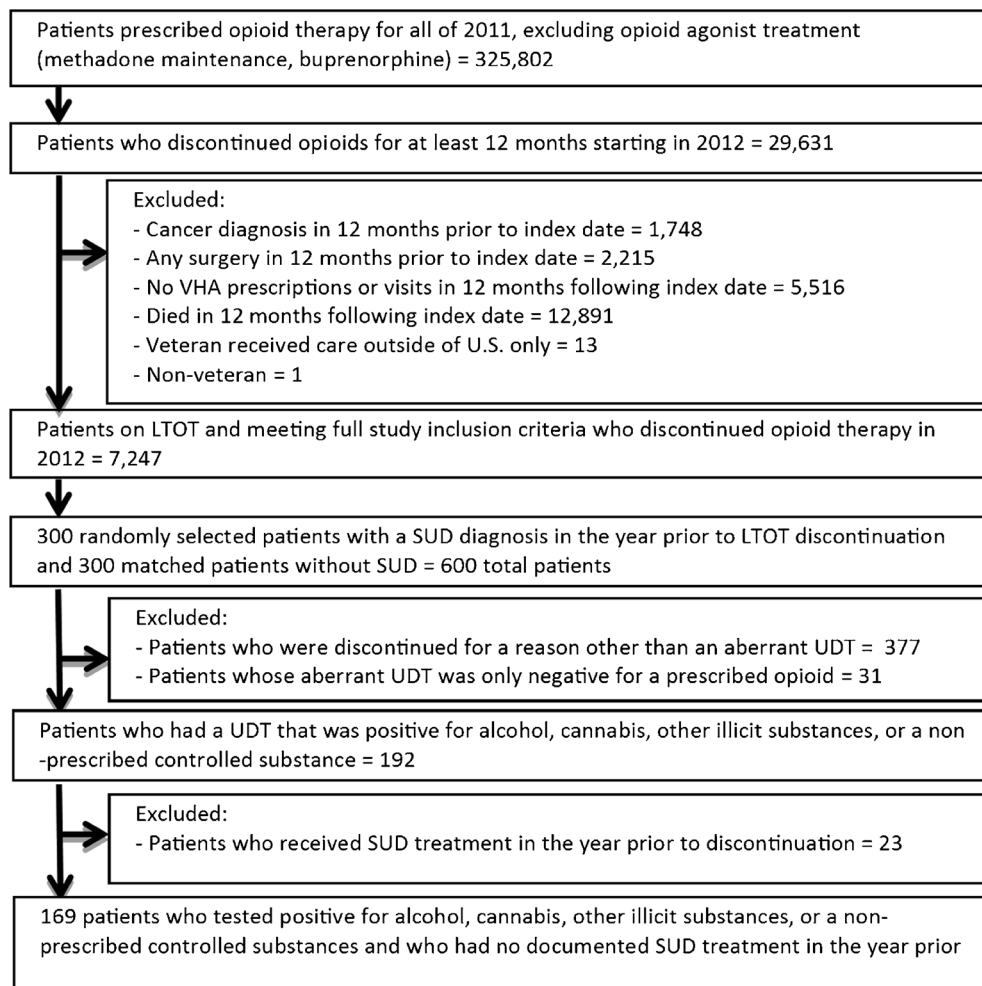 Patients prescribed opioid therapy for all of 2011, excluding opioid agonist treatment
(methadone maintenance, buprenorphine) = 325,802
Patients who discontinued opioids for at least 12 months starting in 2012 = 29,631
Excluded:
- Cancer diagnosis in 12 months prior to index date = 1,748
- Any surgery in 12 months prior to index date = 2,215
- No VHA prescriptions or visits in 12 months following index date = 5,516
- Died in 12 months following index date = 12,891
- Veteran received care outside of U.S. only = 13
- Non-veteran = 1
Patients on LTOT and meeting full study inclusion criteria who discontinued opioid therapy in
2012 = 7,247
300 randomly selected patients with a SUD diagnosis in the year prior to LTOT discontinuation
and 300 matched patients without SUD = 600 total patients
Excluded:
- Patients who were discontinued for a reason other than an aberrant UDT = 377
- Patients whose aberrant UDT was only negative for a prescribed opioid = 31
Patients who had a UDT that was positive for alcohol, cannabis, other illicit substances, or a non
-prescribed controlled substance = 192
Excluded:
- Patients who received SUD treatment in the year prior to discontinuation = 23
169 patients who tested positive for alcohol, cannabis, other illicit substances, or a non-
prescribed controlled substances and who had no documented SUD treatment in the year prior